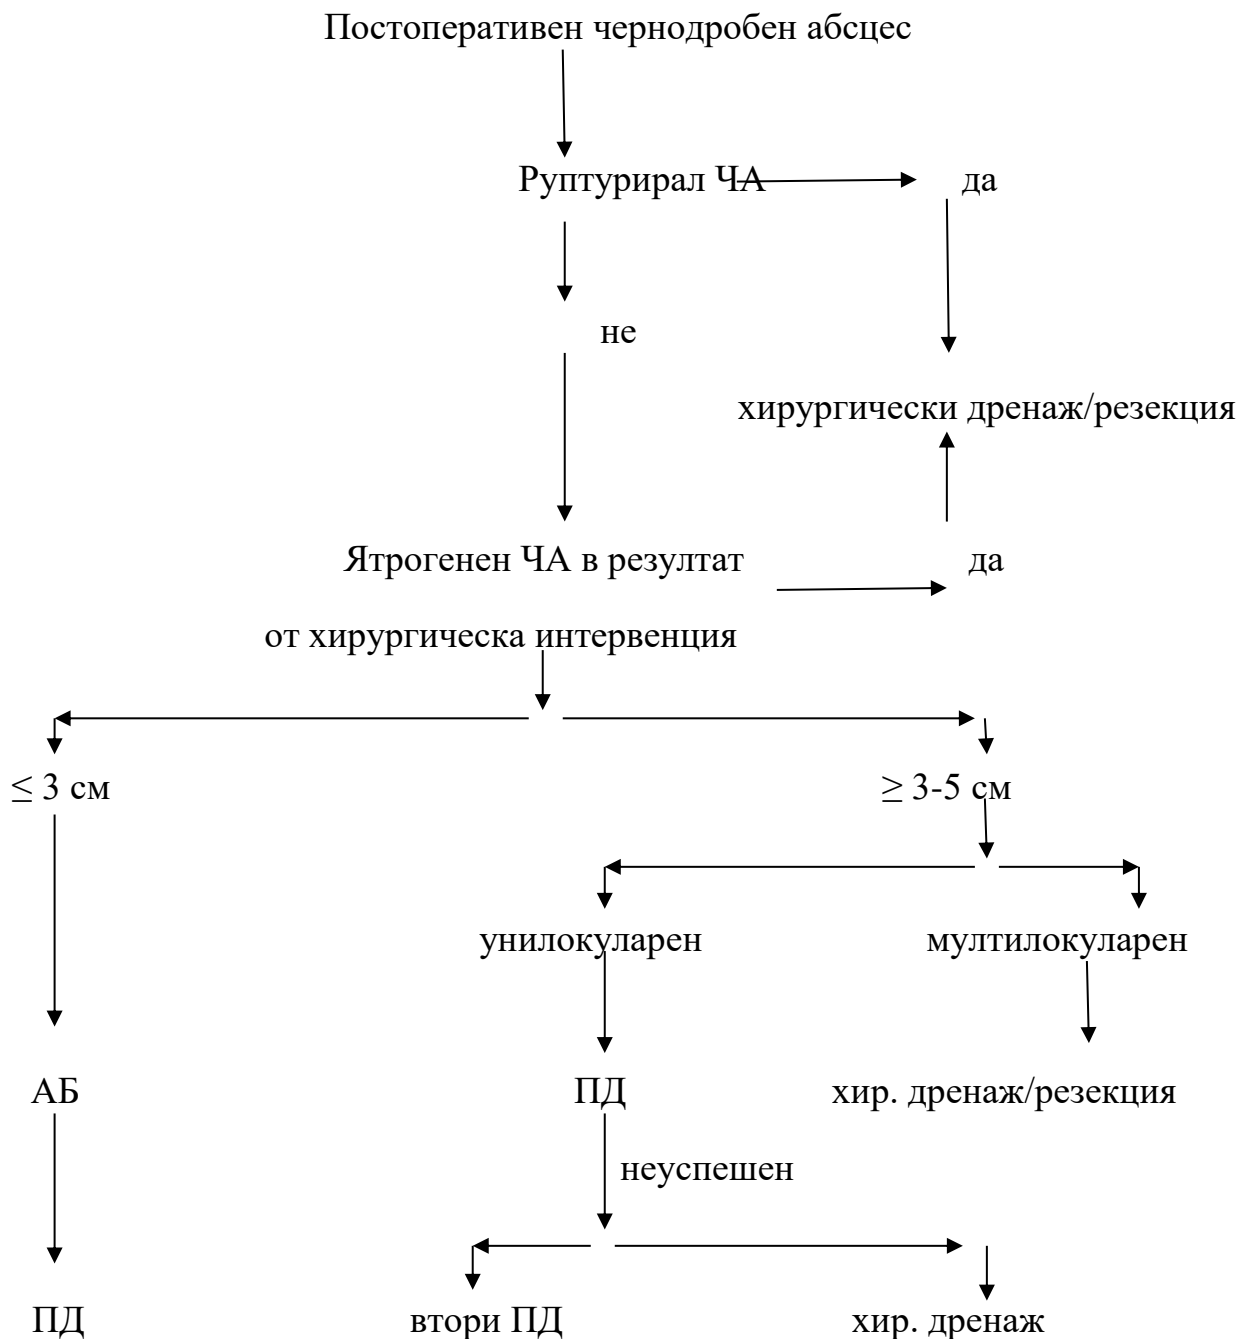 Постоперативен чернодробен абсцес
Руптурирал ЧА да
не
хирургически дренаж/резекция
Ятрогенен ЧА в резултат да
от хирургическа интервенция
≤ 3 см ≥ 3-5 см
унилокуларен мултилокуларен
АБ ПД хир. дренаж/резекция
неуспешен
ПД втори ПД хир. дренаж